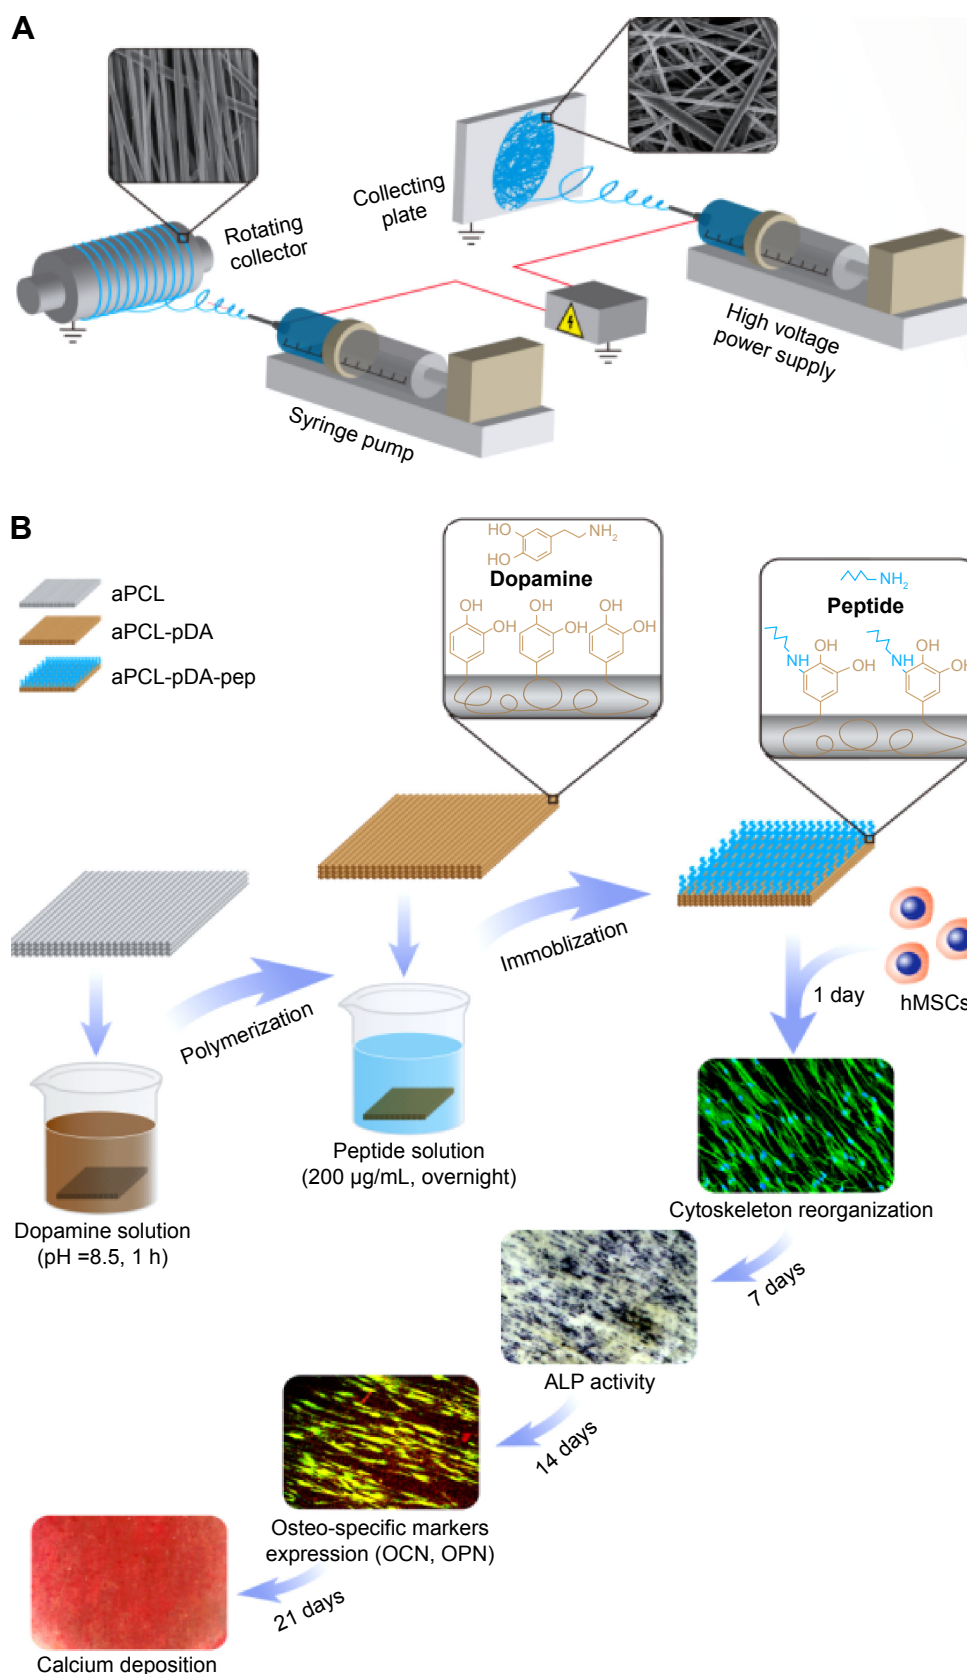 A
Rotating
collector
Collecting
plate
High voltage
power supply
Syringe pump
B
aPCL
aPCL-pDA
aPCL-pDA-pep
HO
HO
NH2
Dopamine
OH
OH
OH
OH
OH
OH
NH2
Peptide
OH
OH
NH
OH
OH
NH
Polymerization
Immoblization
1 day
hMSCs
Dopamine solution
(pH =8.5, 1 h)
Peptide solution
(200 µg/mL, overnight)
Cytoskeleton reorganization
7 days
ALP activity
14 days
Osteo-specific markers
expression (OCN, OPN)
21 days
Calcium deposition